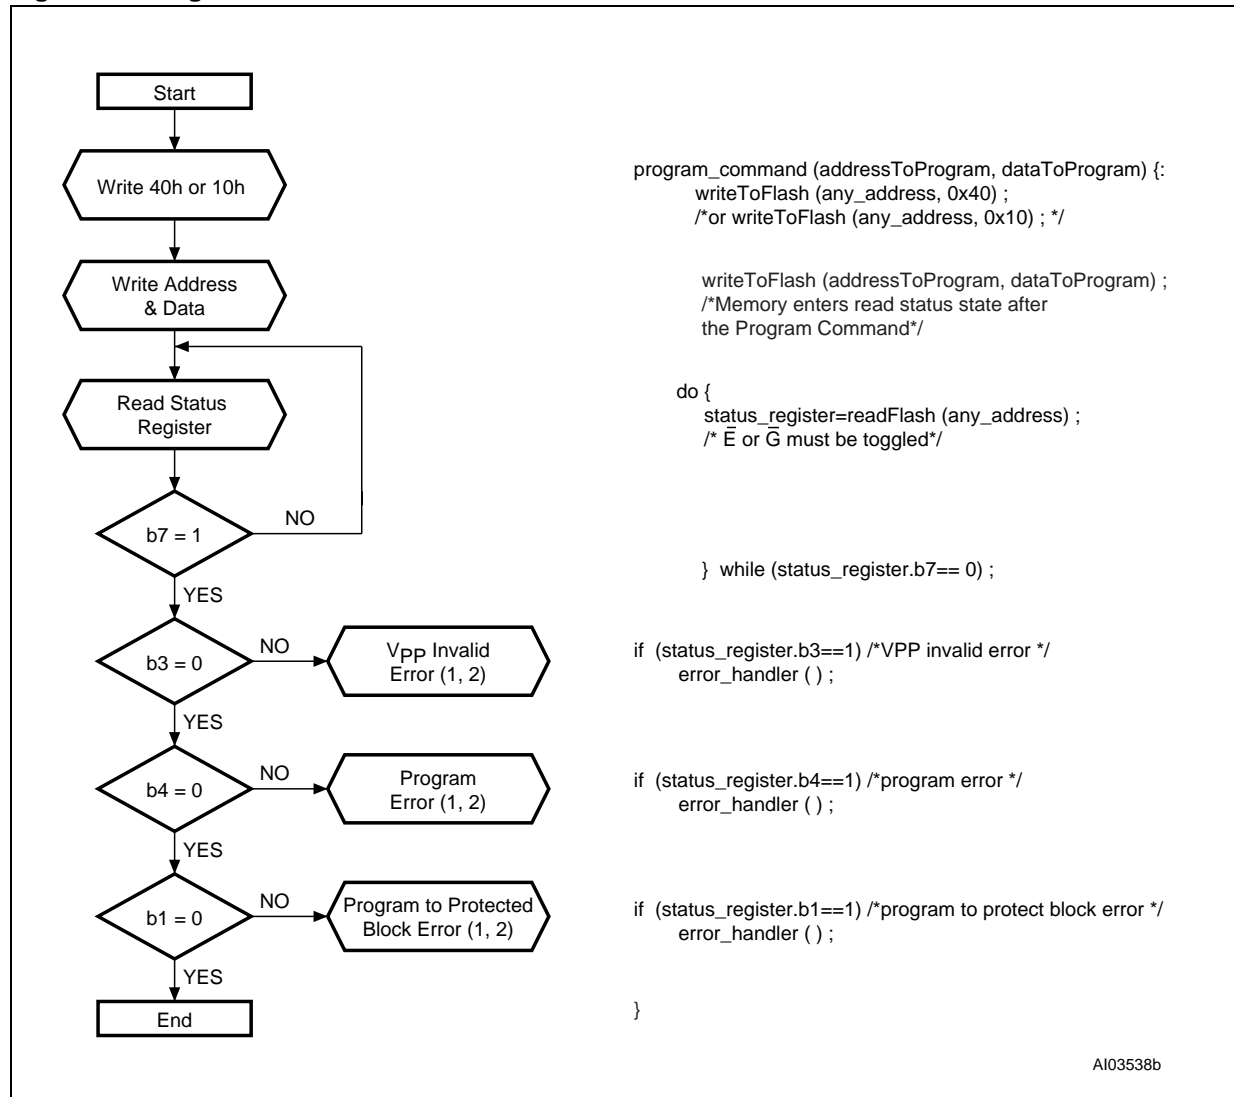 Start
Write 40h or 10h
Write Address
& Data
Read Status
Register
b7 = 1
NO
YES
b3 = 0
NO
VPP Invalid
Error (1, 2)
YES
b4 = 0
NO
Program
Error (1, 2)
YES
b1 = 0
NO
Program to Protected
Block Error (1, 2)
YES
End
program_command (addressToProgram, dataToProgram) {:
writeToFlash (any_address, 0x40) ;
/*or writeToFlash (any_address, 0x10) ; */
writeToFlash (addressToProgram, dataToProgram) ;
/*Memory enters read status state after
the Program Command*/
do {
status_register=readFlash (any_address) ;
/* E̅ or G̅ must be toggled*/
} while (status_register.b7== 0) ;
if (status_register.b3==1) /*VPP invalid error */
error_handler ( ) ;
if (status_register.b4==1) /*program error */
error_handler ( ) ;
if (status_register.b1==1) /*program to protect block error */
error_handler ( ) ;
}
AI03538b